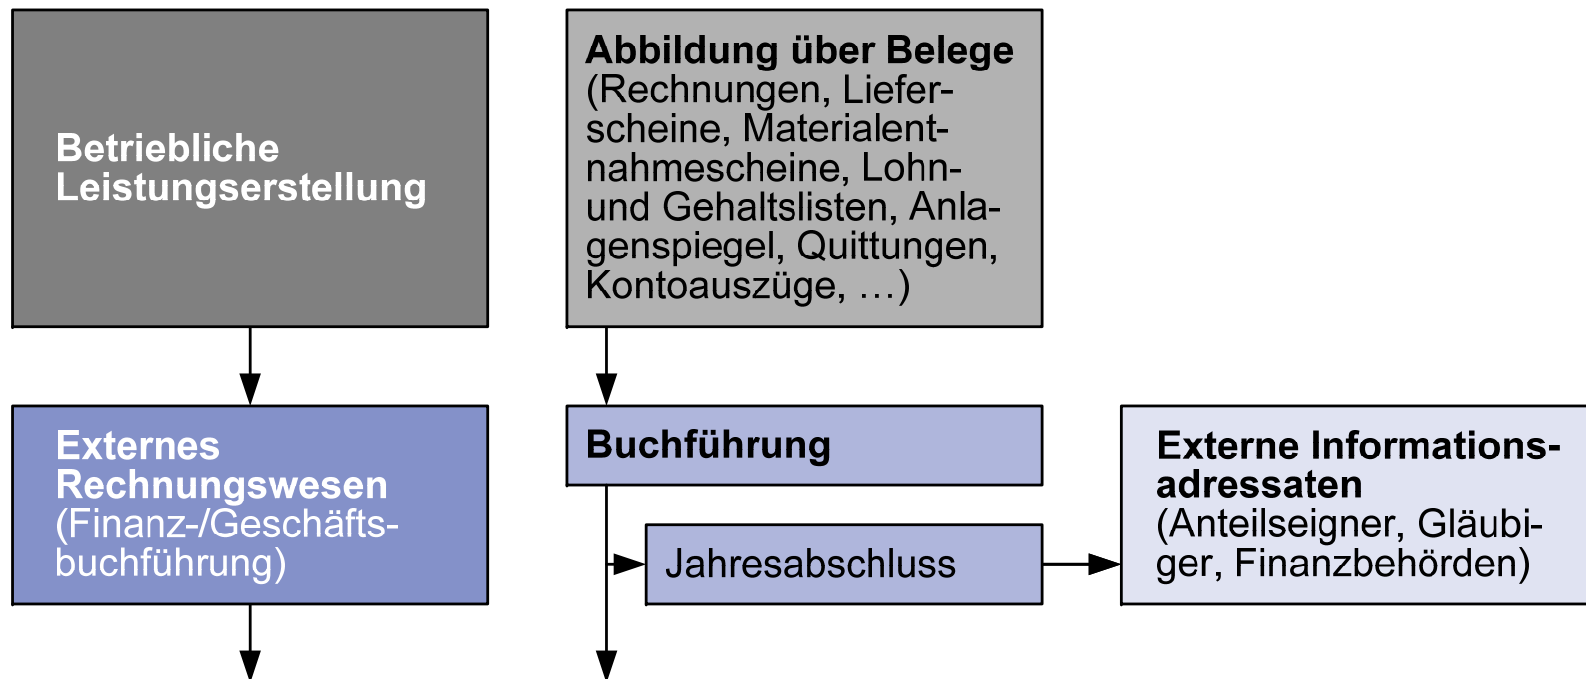 Betriebliche
Leistungserstellung
Abbildung über Belege
(Rechnungen, Liefer-
scheine, Materialent-
nahmescheine, Lohn-
und Gehaltslisten, Anla-
genspiegel, Quittungen,
Kontoauszüge, …)
Externes
Rechnungswesen
(Finanz-/Geschäfts-
buchführung)
Buchführung
Jahresabschluss
Externe Informations-
adressaten
(Anteilseigner, Gläubi-
ger, Finanzbehörden)